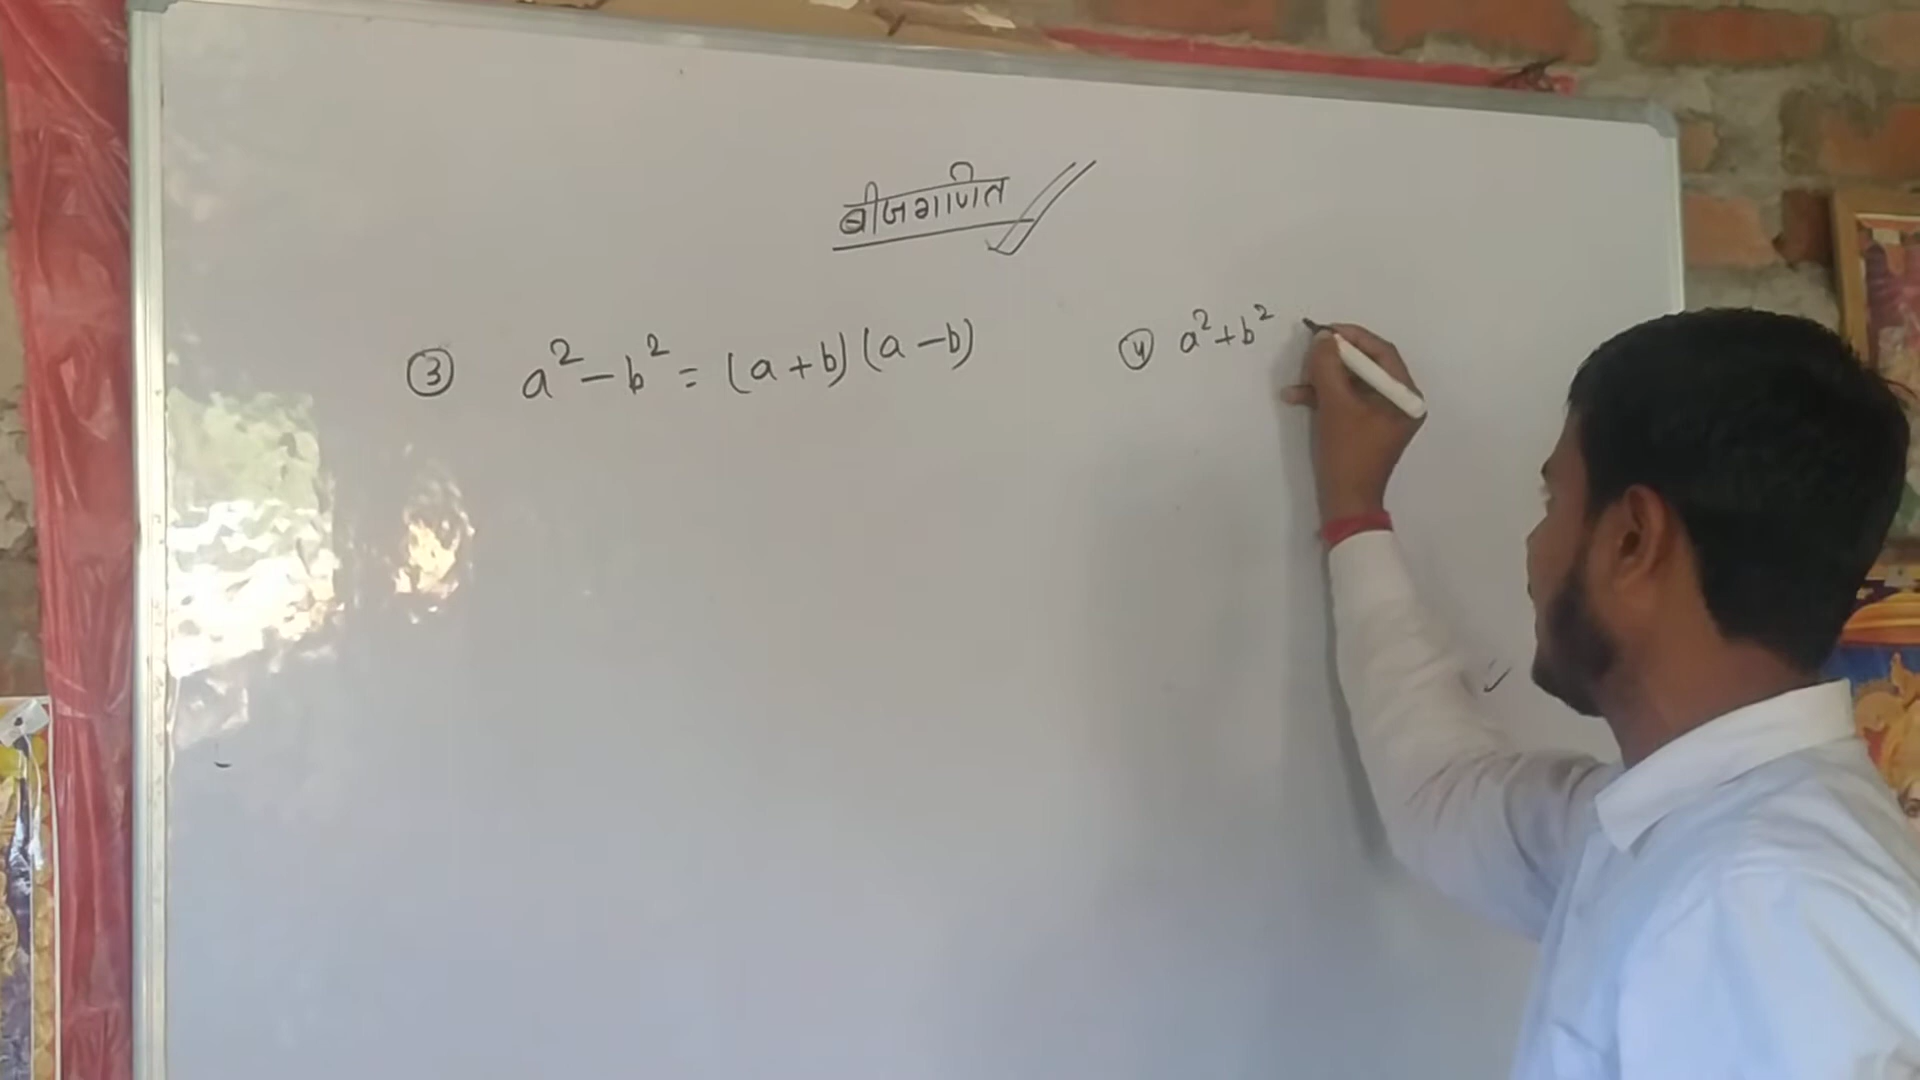 बीजगणित
③ a² - b² = (a + b) (a - b)
④ a² + b²